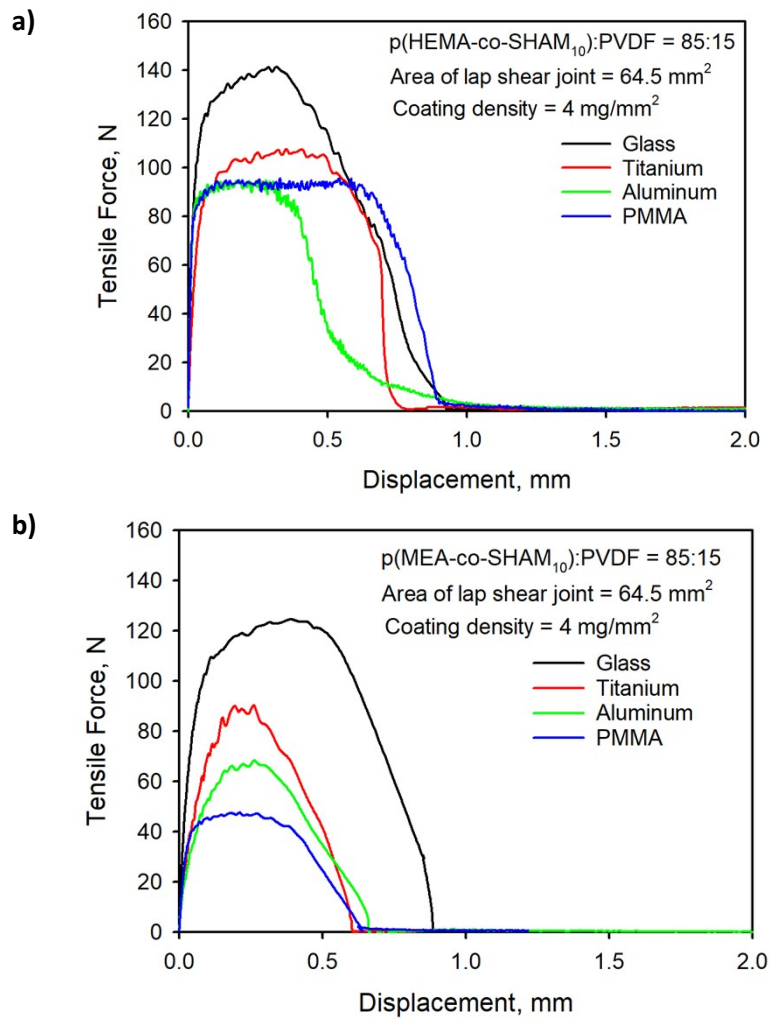 a)
160
140
120
100
80
60
40
20
0
Tensile Force, N
p(HEMA-co-SHAM₁₀):PVDF = 85:15
Area of lap shear joint = 64.5 mm²
Coating density = 4 mg/mm²
Glass
Titanium
Aluminum
PMMA
0.0 0.5 1.0 1.5 2.0
Displacement, mm
b)
160
140
120
100
80
60
40
20
0
Tensile Force, N
p(MEA-co-SHAM₁₀):PVDF = 85:15
Area of lap shear joint = 64.5 mm²
Coating density = 4 mg/mm²
Glass
Titanium
Aluminum
PMMA
0.0 0.5 1.0 1.5 2.0
Displacement, mm